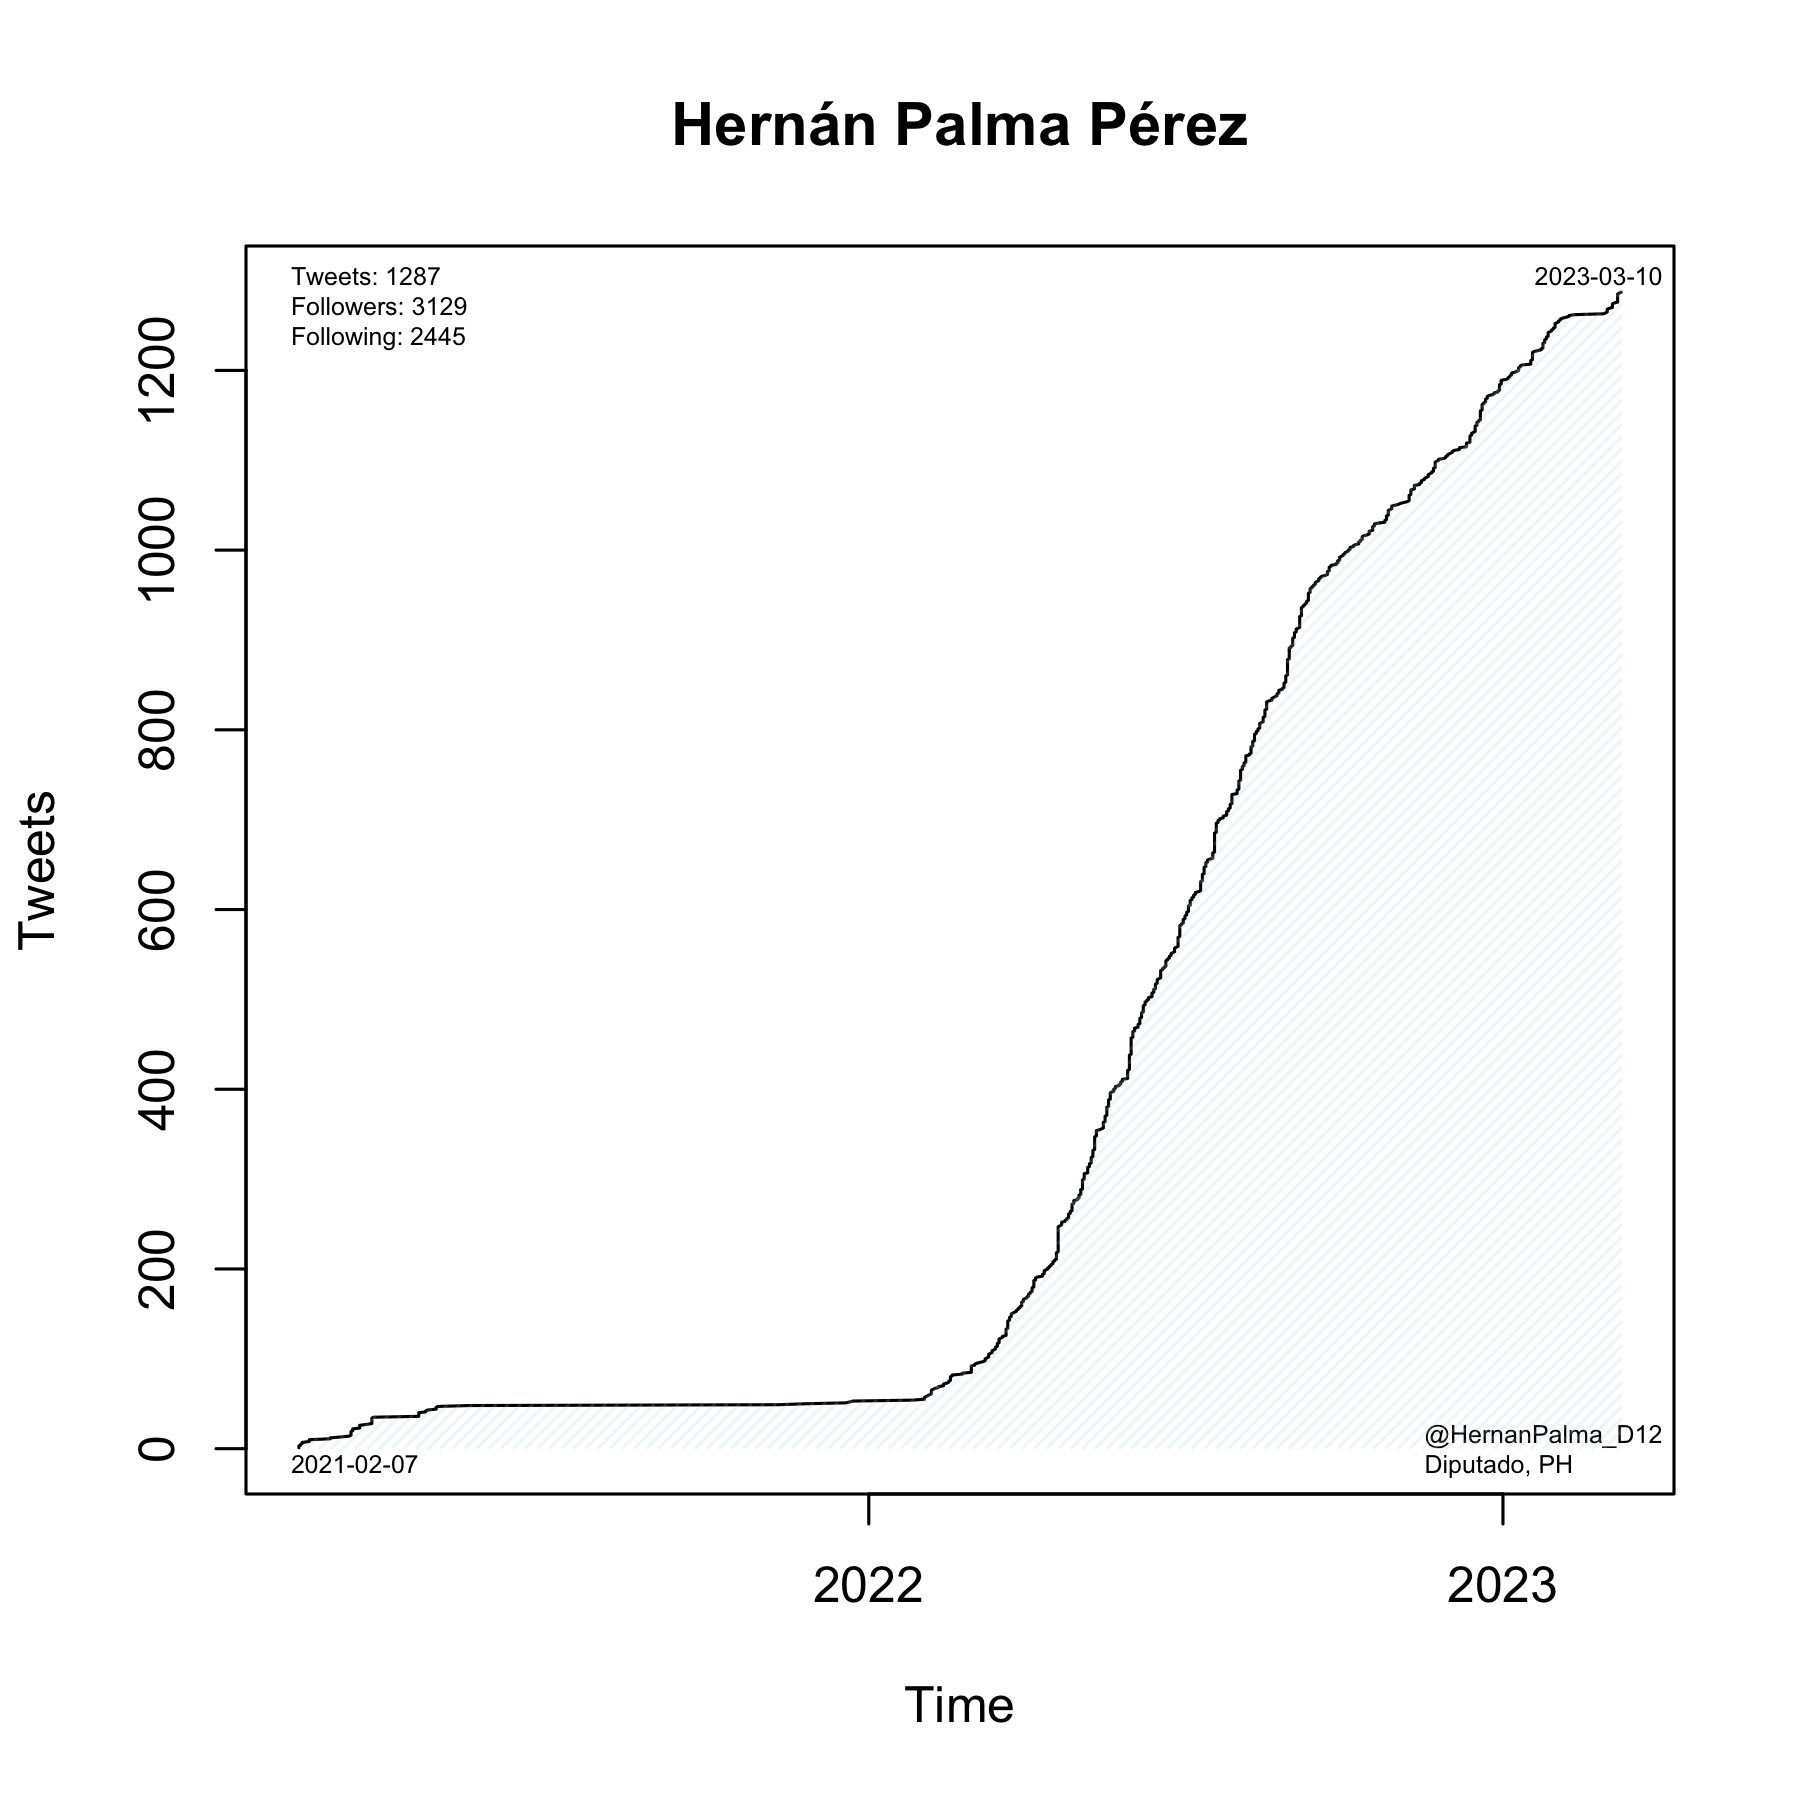 Hernán Palma Pérez
Tweets: 1287
Followers: 3129
Following: 2445
2023-03-10
1200
1000
800
600
400
200
0
Tweets
2021-02-07
@HernanPalma_D12
Diputado, PH
2022
2023
Time